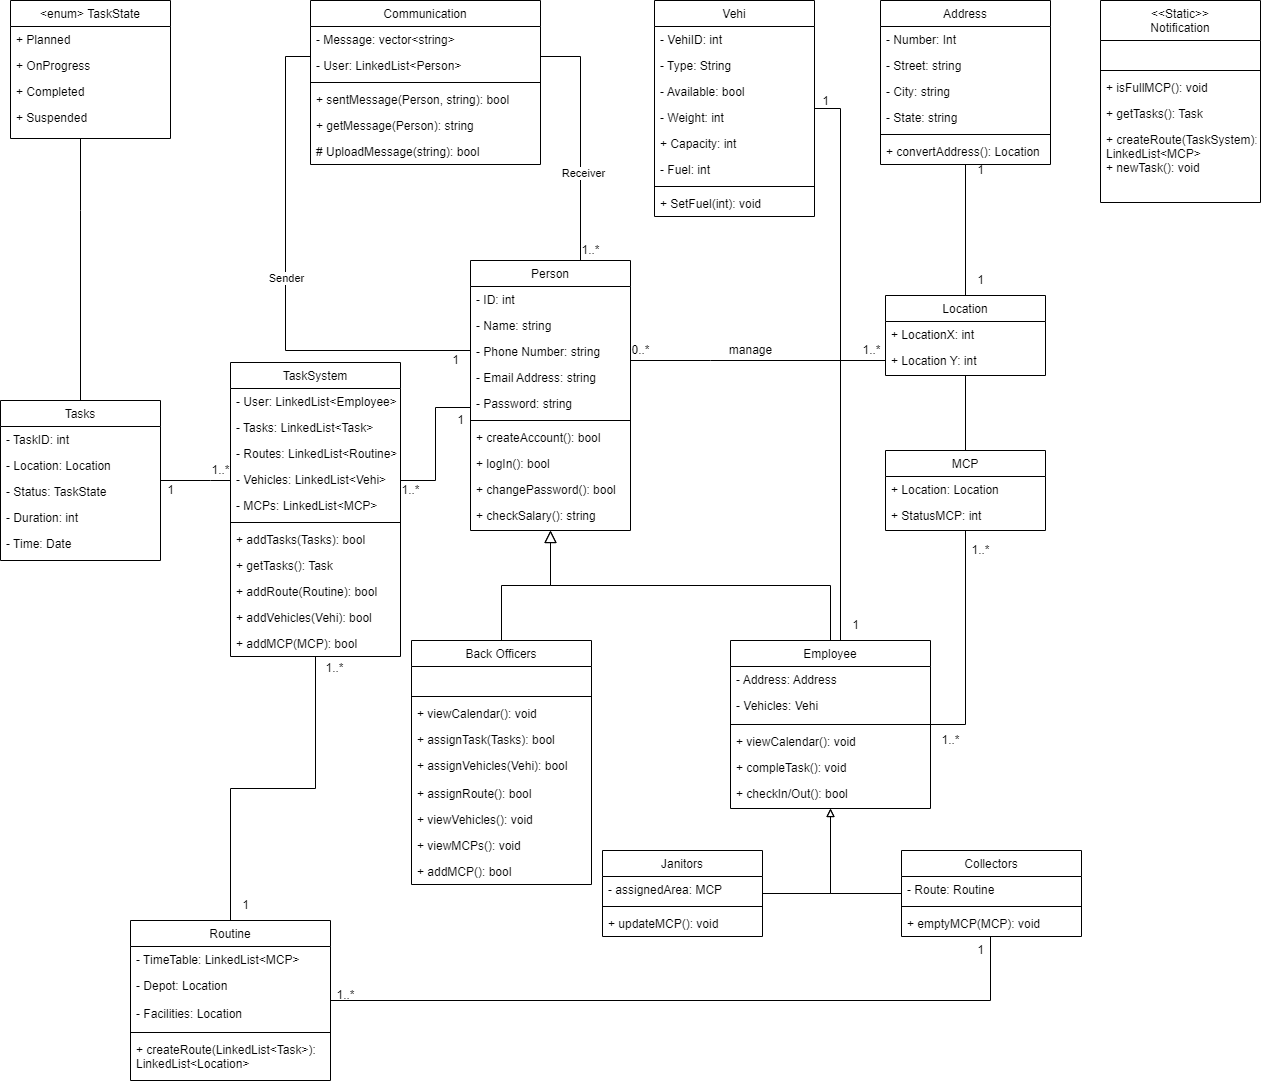 <enum> TaskState
+ Planned
+ OnProgress
+ Completed
+ Suspended
Communication
- Message: vector<string>
- User: LinkedList<Person>
+ sentMessage(Person, string): bool
+ getMessage(Person): string
# UploadMessage(string): bool
Vehi
- VehiID: int
- Type: String
- Available: bool
- Weight: int
+ Capacity: int
- Fuel: int
+ SetFuel(int): void
1
Address
- Number: Int
- Street: string
- City: string
- State: string
+ convertAddress(): Location
1
<<Static>>
Notification
+ isFullMCP(): void
+ getTasks(): Task
+ createRoute(TaskSystem):
LinkedList<MCP>
+ newTask(): void
Receiver
1..*
Sender
1
Person
- ID: int
- Name: string
- Phone Number: string
- Email Address: string
- Password: string
+ createAccount(): bool
+ logIn(): bool
+ changePassword(): bool
+ checkSalary(): string
0..*
manage
1..*
1
Location
+ LocationX: int
+ Location Y: int
TaskSystem
- User: LinkedList<Employee>
- Tasks: LinkedList<Task>
- Routes: LinkedList<Routine>
- Vehicles: LinkedList<Vehi>
- MCPs: LinkedList<MCP>
+ addTasks(Tasks): bool
+ getTasks(): Task
+ addRoute(Routine): bool
+ addVehicles(Vehi): bool
+ addMCP(MCP): bool
1
1..*
Tasks
- TaskID: int
- Location: Location
- Status: TaskState
- Duration: int
- Time: Date
1..*
1
MCP
+ Location: Location
+ StatusMCP: int
1..*
1..*
Back Officers
+ viewCalendar(): void
+ assignTask(Tasks): bool
+ assignVehicles(Vehi): bool
+ assignRoute(): bool
+ viewVehicles(): void
+ viewMCPs(): void
+ addMCP(): bool
1
Employee
- Address: Address
- Vehicles: Vehi
+ viewCalendar(): void
+ compleTask(): void
+ checkIn/Out(): bool
1..*
Janitors
- assignedArea: MCP
+ updateMCP(): void
Collectors
- Route: Routine
+ emptyMCP(MCP): void
1
1
Routine
- TimeTable: LinkedList<MCP>
- Depot: Location
- Facilities: Location
+ createRoute(LinkedList<Task>):
LinkedList<Location>
1..*